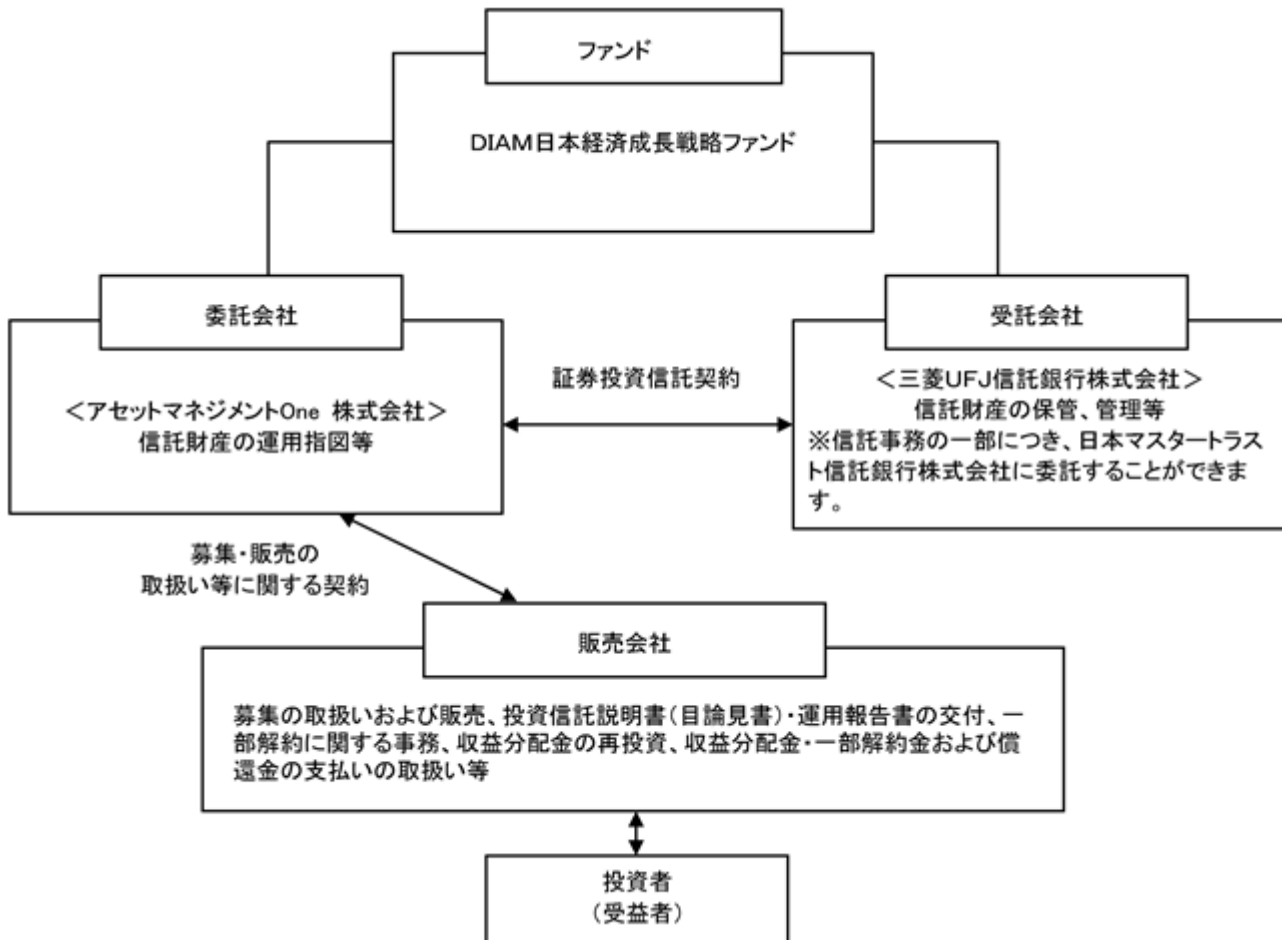 ファンド
DIAM日本経済成長戦略ファンド
委託会社
＜アセットマネジメントOne 株式会社＞
信託財産の運用指図等
証券投資信託契約
受託会社
＜三菱UFJ信託銀行株式会社＞
信託財産の保管、管理等
※信託事務の一部につき、日本マスタートラス
ト信託銀行株式会社に委託することができま
す。
募集・販売の
取扱い等に関する契約
販売会社
募集の取扱いおよび販売、投資信託説明書（目論見書）・運用報告書の交付、一
部解約に関する事務、収益分配金の再投資、収益分配金・一部解約金および償
還金の支払いの取扱い等
投資者
（受益者）